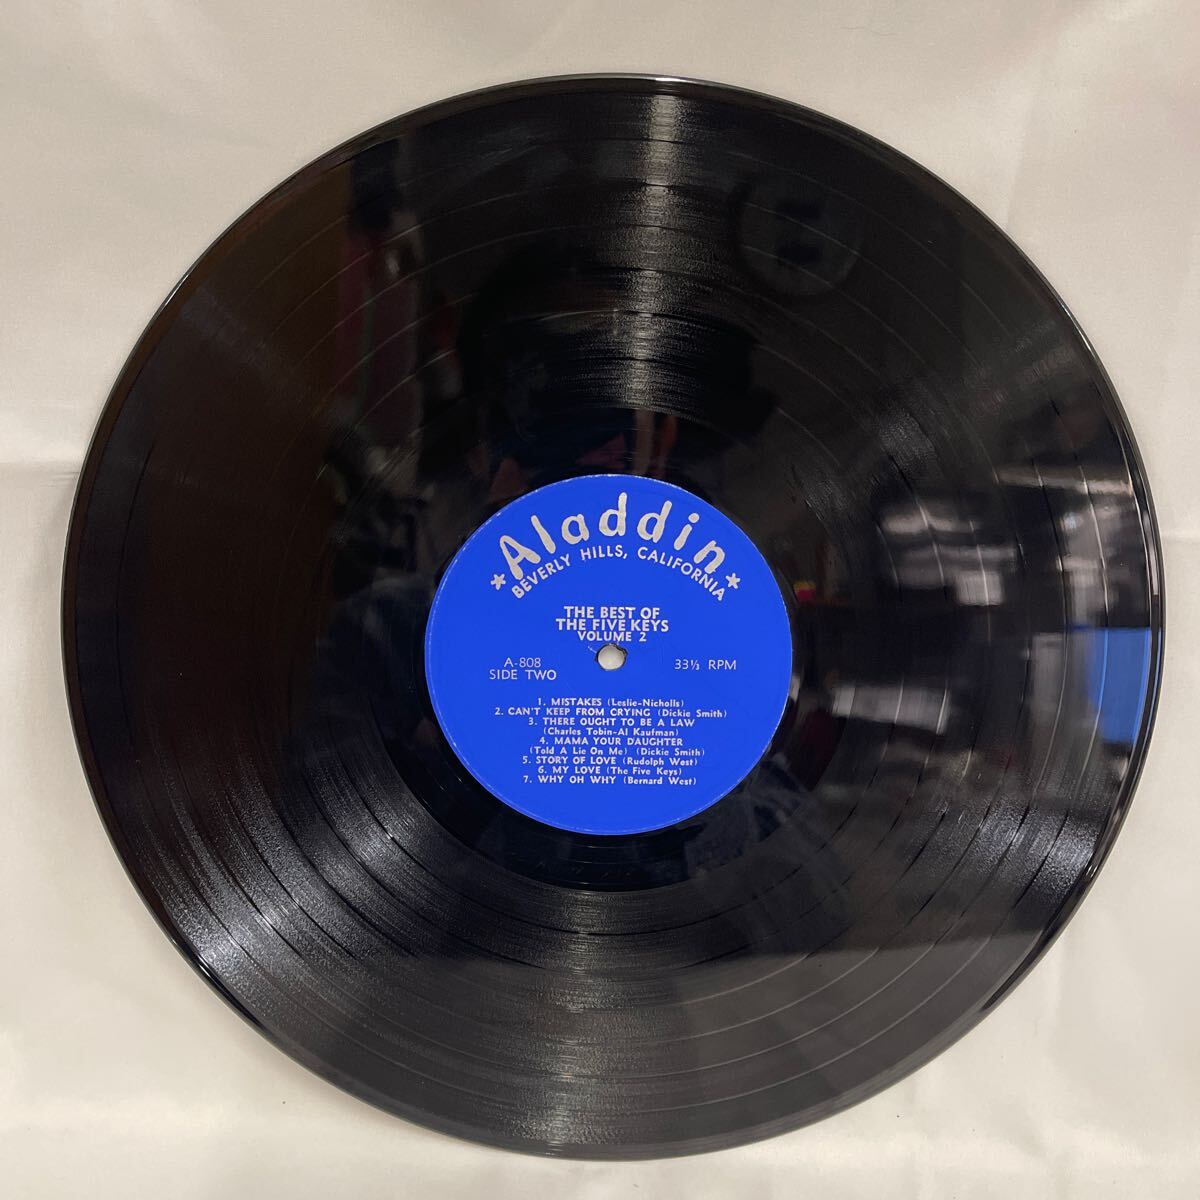 ★Aladdin★
BEVERLY HILLS, CALIFORNIA
THE BEST OF
THE FIVE KEYS
VOLUME 2
A-808
SIDE TWO
33⅓ RPM
1. MISTAKES (Leslie-Nicholls)
2. CAN'T KEEP FROM CRYING (Dickie Smith)
3. THERE OUGHT TO BE A LAW
(Charles Tobin-Al Kaufman)
4. MAMA YOUR DAUGHTER
(Told A Lie On Me) (Dickie Smith)
5. STORY OF LOVE (Rudolph West)
6. MY LOVE (The Five Keys)
7. WHY OH WHY (Bernard West)